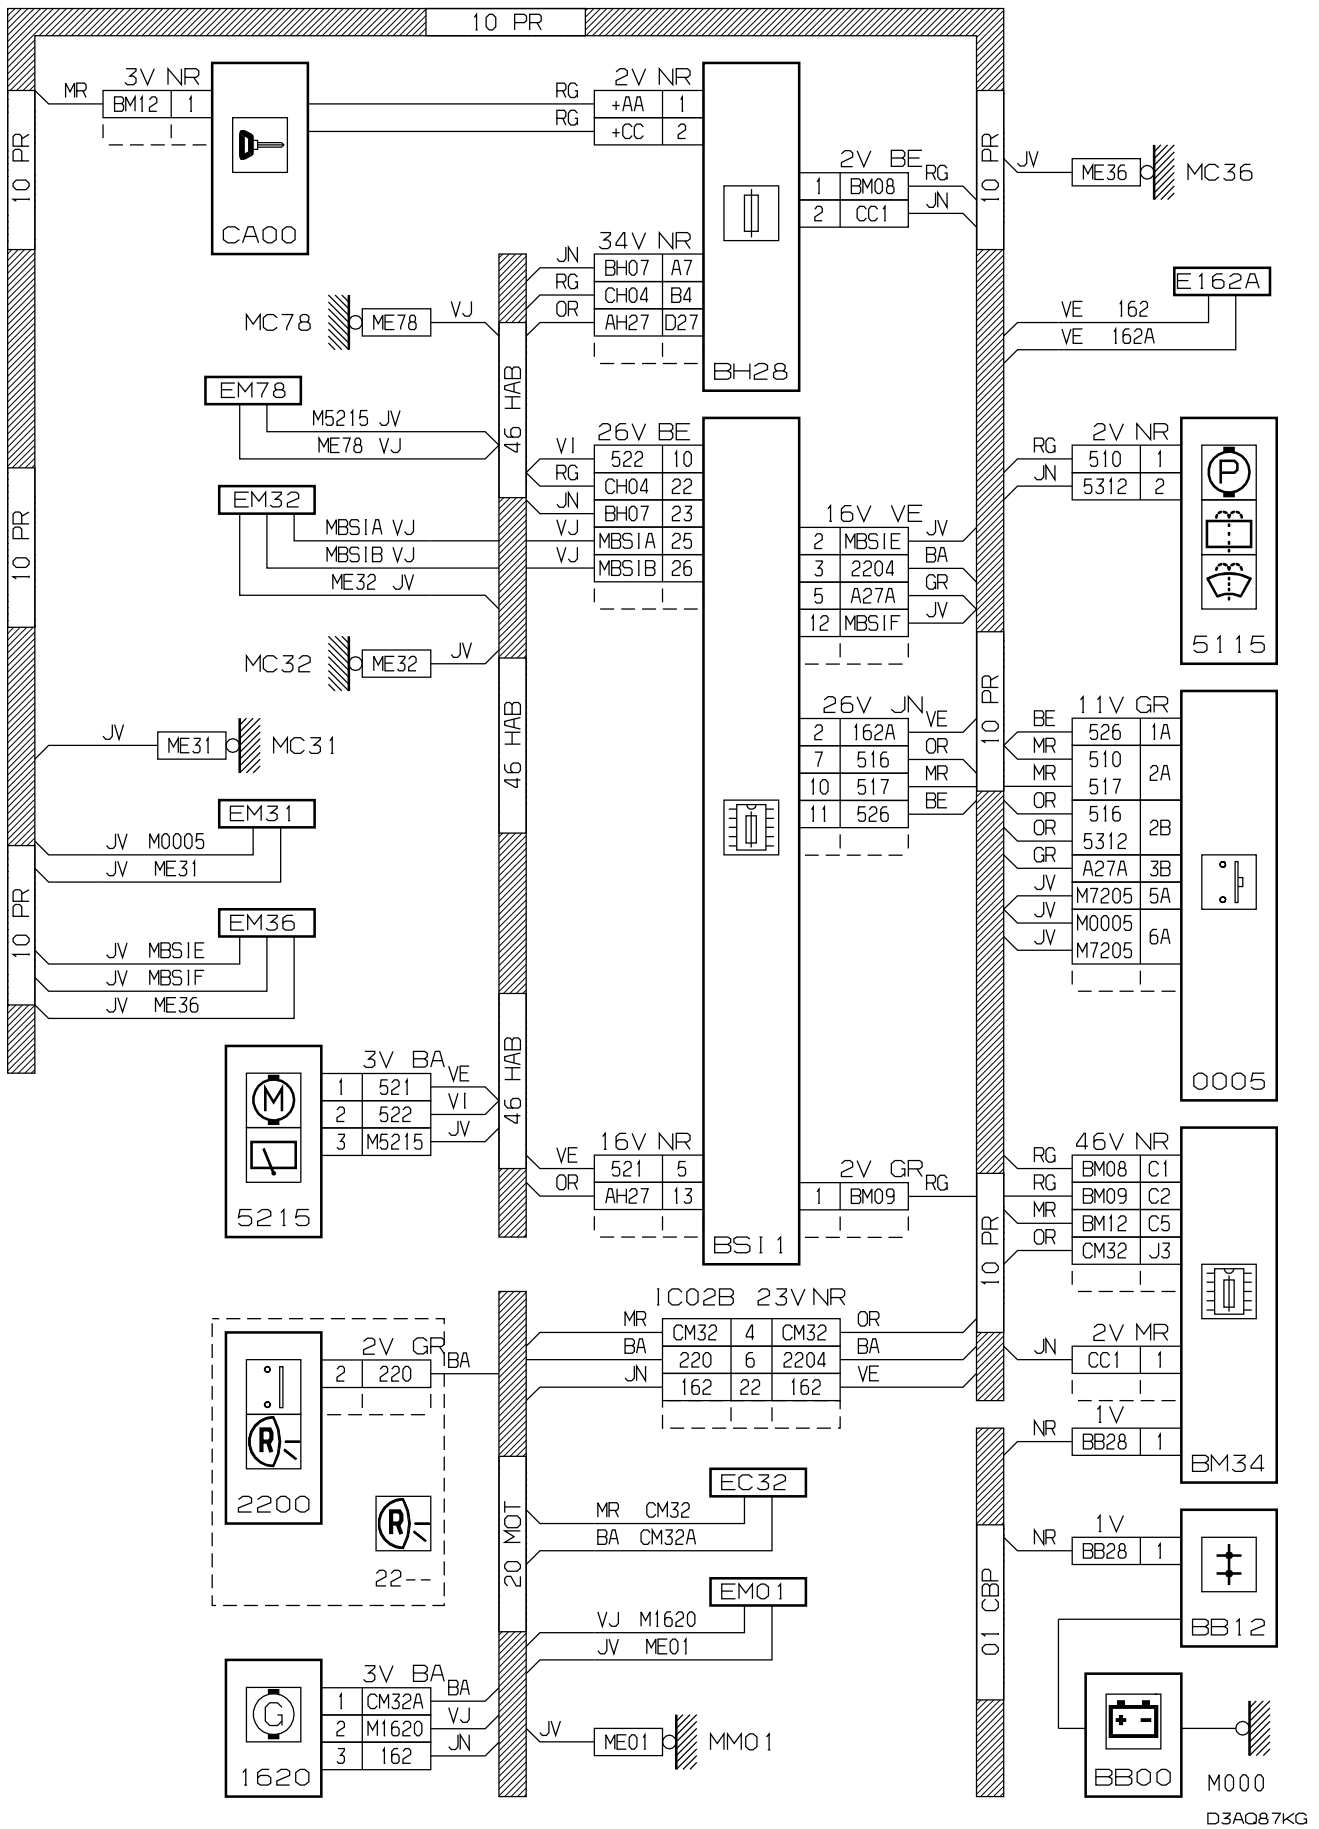 10 PR
3V NR
MR BM12 1
CA00
RG
RG
2V NR
+AA 1
+CC 2
10 PR
2V BE
1 BM08 RG
2 CC1 JN
10 PR
JV ME36 MC36
34V NR
JN BH07 A7
RG CH04 B4
OR AH27 D27
BH28
MC78 ME78 VJ
E162A
VE 162
VE 162A
EM78
M5215 JV
ME78 VJ
46 HAB
26V BE
VI 522 10
RG CH04 22
JN BH07 23
VJ MBSIA 25
VJ MBSIB 26
EM32
MBSIA VJ
MBSIB VJ
ME32 JV
10 PR
16V VE
2 MBSIE JV
3 2204 BA
5 A27A GR
12 MBSIF JV
2V NR
RG 510 1
JN 5312 2
5115
MC32 ME32 JV
JV ME31 MC31
46 HAB
26V JN
2 162A VE
7 516 OR
10 517 MR
11 526 BE
10 PR
11V GR
BE 526 1A
MR 510 2A
MR 517
OR 516 2B
OR 5312
GR A27A 3B
JV M7205 5A
JV M0005 6A
JV M7205
0005
EM31
JV M0005
JV ME31
10 PR
EM36
JV MBSIE
JV MBSIF
JV ME36
3V BA
1 521 VE
2 522 VI
3 M5215 JV
5215
46 HAB
16V NR
VE 521 5
OR AH27 13
BSI1
2V GR
1 BM09 RG
10 PR
46V NR
RG BM08 C1
RG BM09 C2
MR BM12 C5
OR CM32 J3
2V MR
JN CC1 1
1V
NR BB28 1
BM34
IC02B 23V NR
MR CM32 4 CM32 OR
BA 220 6 2204 BA
JN 162 22 162 VE
2V GR
2 220 BA
R
2200
R
22--
20 MOT
EC32
MR CM32
BA CM32A
EM01
VJ M1620
JV ME01
01 CBP
1V
NR BB28 1
BB12
3V BA
1 CM32A BA
2 M1620 VJ
3 162 JN
G
1620
JV ME01 MM01
+ -
BB00
M000
P
M
D3AQ87KG